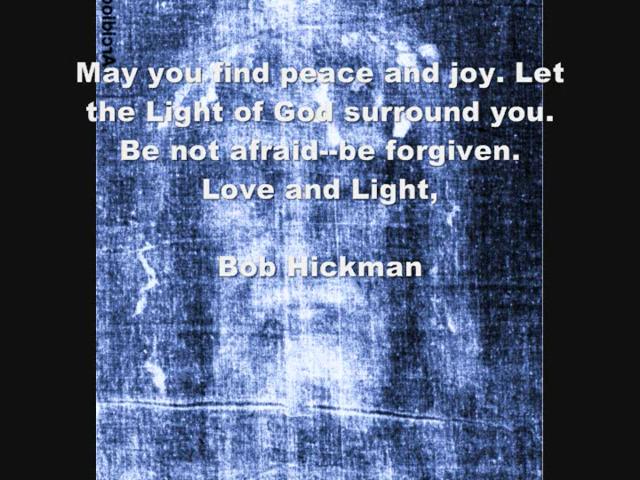 May you find peace and joy. Let
the Light of God surround you.
Be not afraid--be forgiven.
Love and Light,
Bob Hickman